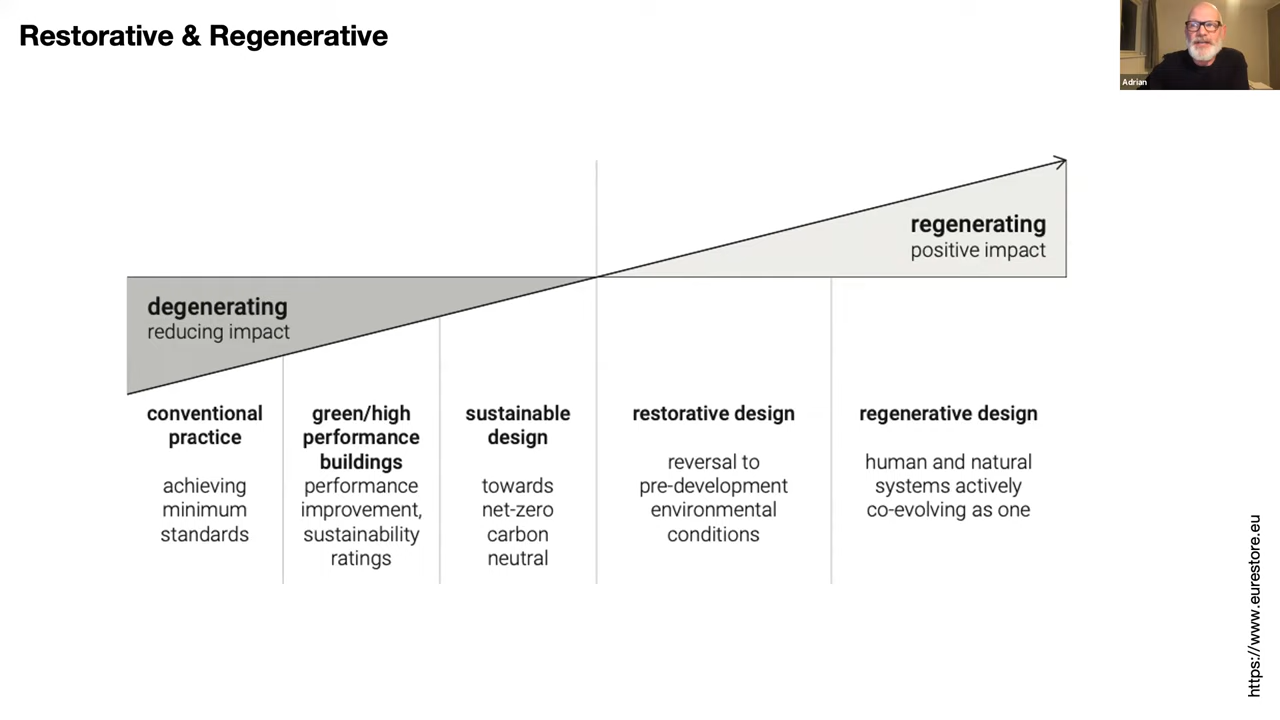 Restorative & Regenerative
Adrian
regenerating
positive impact
degenerating
reducing impact
conventional
practice
achieving
minimum
standards
green/high
performance
buildings
performance
improvement,
sustainability
ratings
sustainable
design
towards
net-zero
carbon
neutral
restorative design
reversal to
pre-development
environmental
conditions
regenerative design
human and natural
systems actively
co-evolving as one
https://www.eurestore.eu